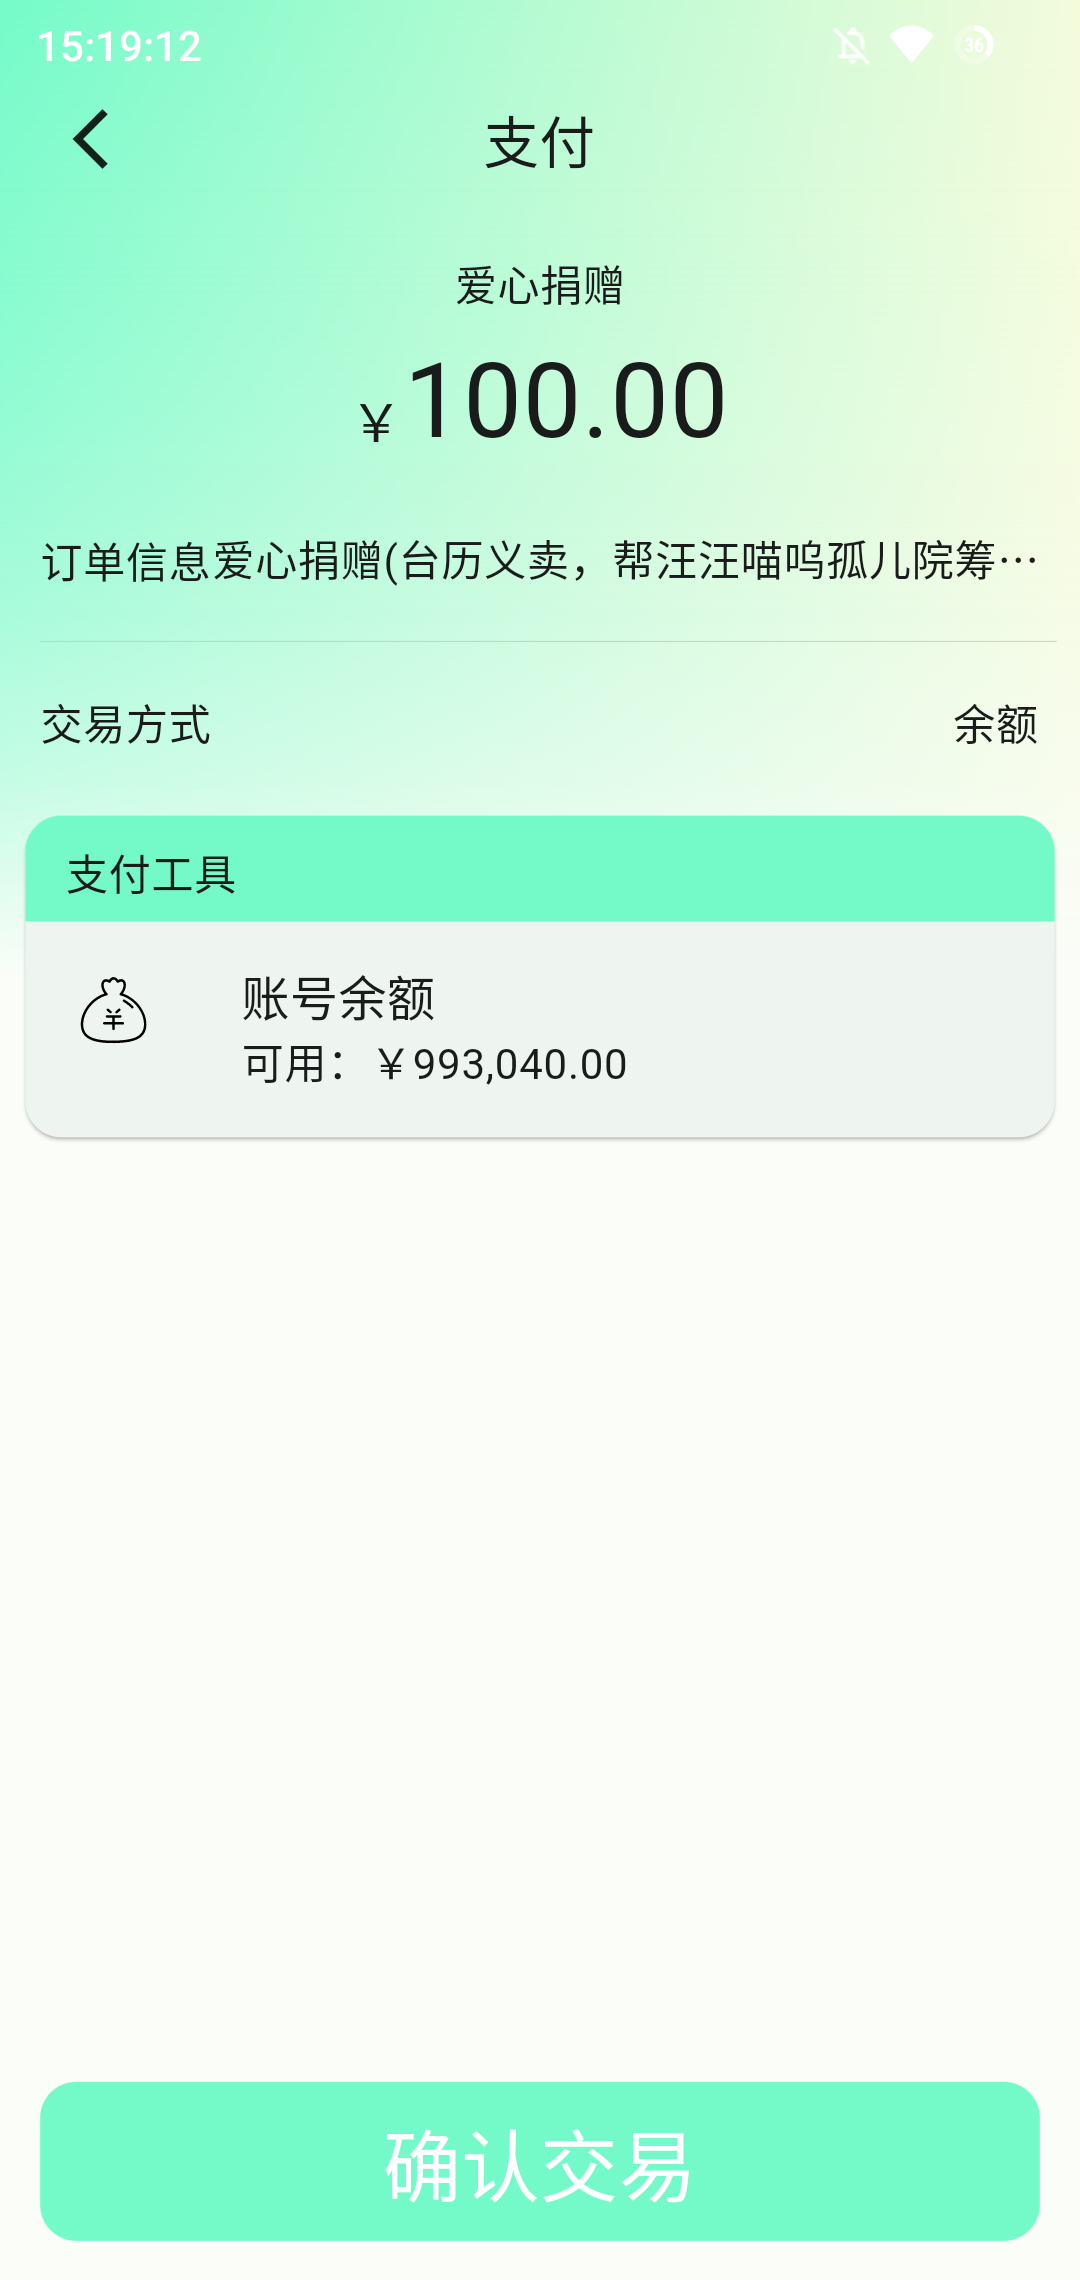 15:19:12
36
支付
爱心捐赠
￥100.00
订单信息爱心捐赠(台历义卖，帮汪汪喵呜孤儿院筹…
交易方式
余额
支付工具
账号余额
可用：￥993,040.00
确认交易